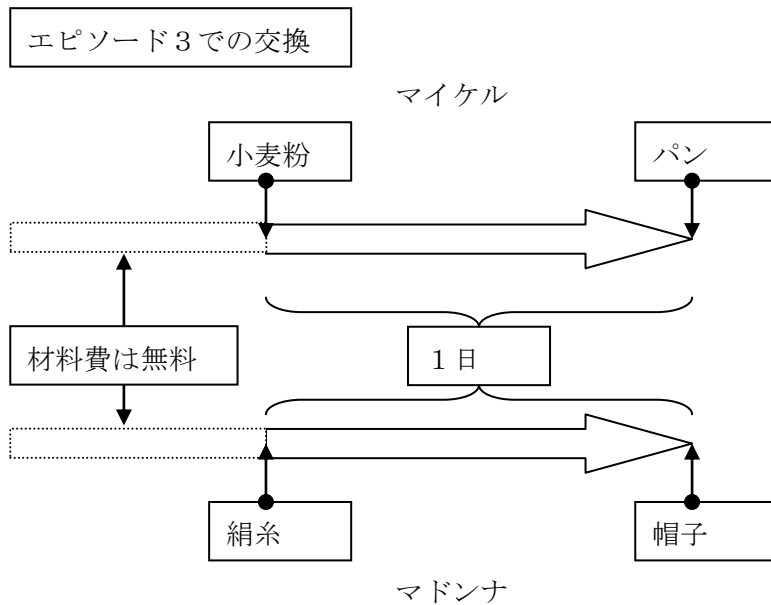 エピソード３での交換
マイケル
小麦粉
パン
材料費は無料
１日
絹糸
帽子
マドンナ